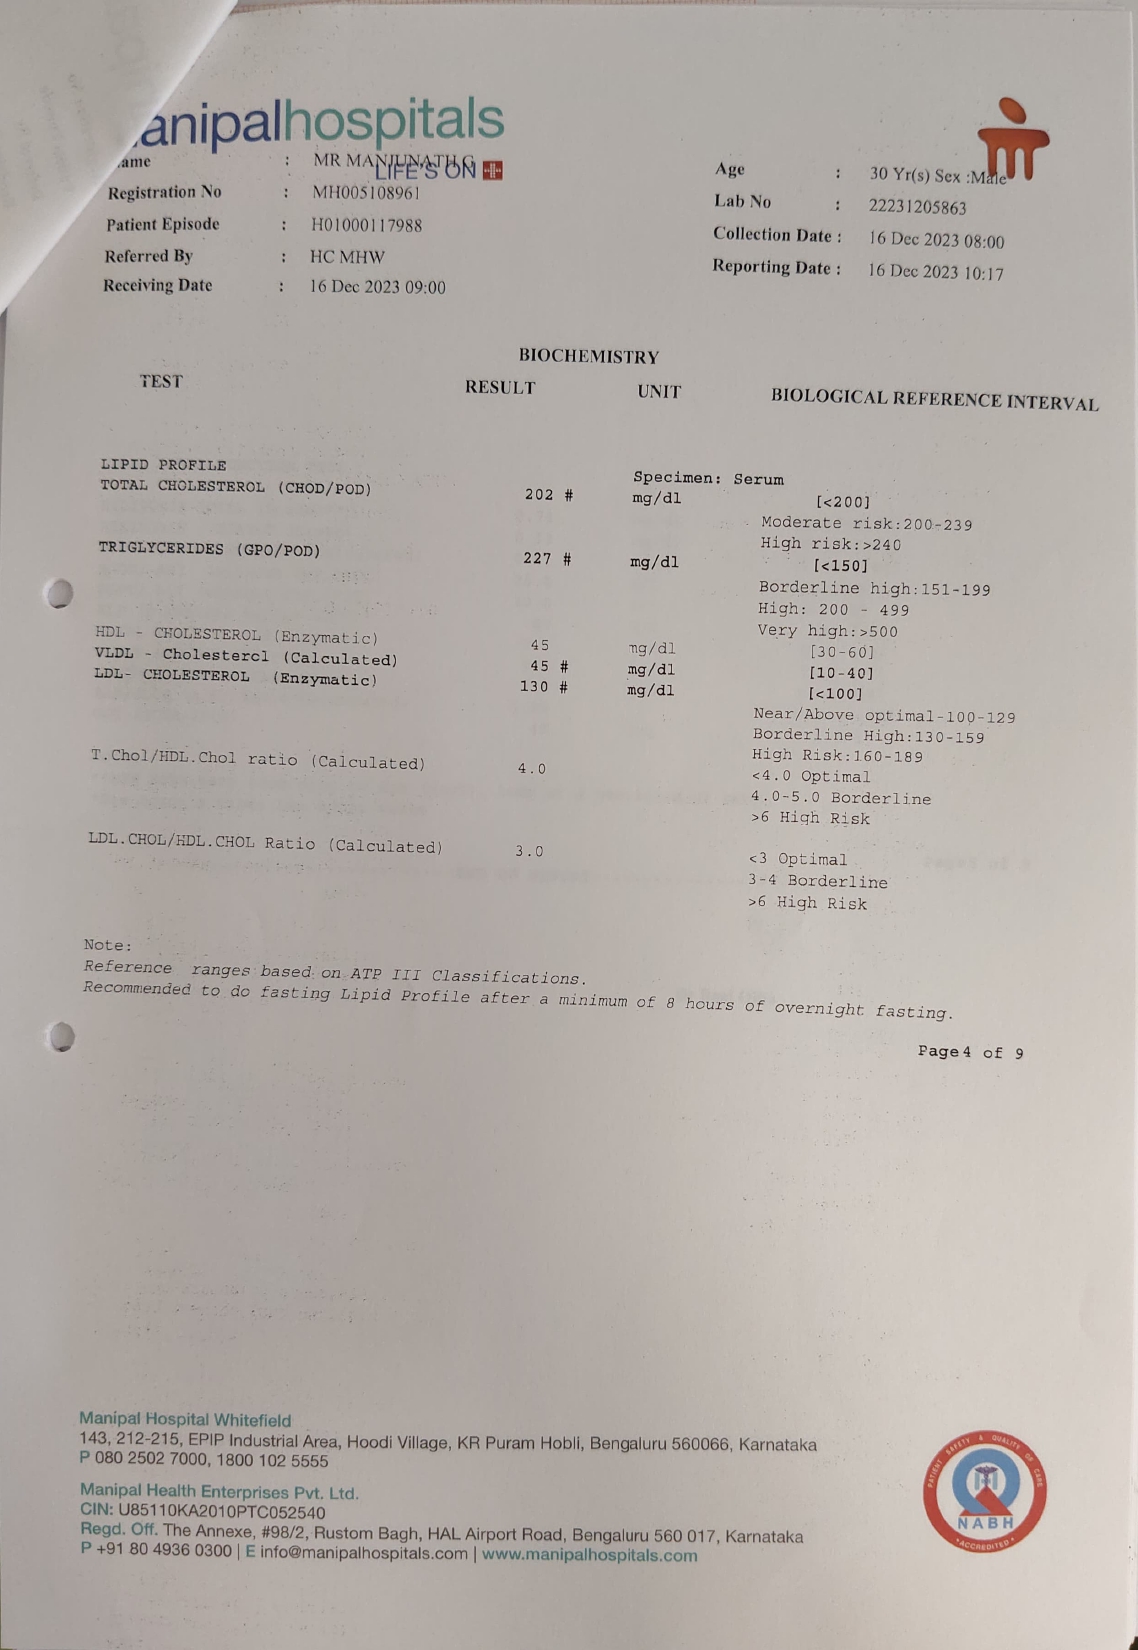 anipalhospitals
LIFE'S ON
ame : MR MANJUNATH G
Registration No : MH005108961
Patient Episode : H01000117988
Referred By : HC MHW
Receiving Date : 16 Dec 2023 09:00
Age : 30 Yr(s) Sex :Male
Lab No : 22231205863
Collection Date : 16 Dec 2023 08:00
Reporting Date : 16 Dec 2023 10:17
BIOCHEMISTRY
TEST RESULT UNIT BIOLOGICAL REFERENCE INTERVAL
LIPID PROFILE Specimen: Serum
TOTAL CHOLESTEROL (CHOD/POD) 202 # mg/dl [<200]
Moderate risk:200-239
High risk:>240
TRIGLYCERIDES (GPO/POD) 227 # mg/dl [<150]
Borderline high:151-199
High: 200 - 499
Very high:>500
HDL - CHOLESTEROL (Enzymatic) 45 mg/dl [30-60]
VLDL - Cholesterol (Calculated) 45 # mg/dl [10-40]
LDL- CHOLESTEROL (Enzymatic) 130 # mg/dl [<100]
Near/Above optimal-100-129
Borderline High:130-159
High Risk:160-189
T.Chol/HDL.Chol ratio (Calculated) 4.0 <4.0 Optimal
4.0-5.0 Borderline
>6 High Risk
LDL.CHOL/HDL.CHOL Ratio (Calculated) 3.0 <3 Optimal
3-4 Borderline
>6 High Risk
Note:
Reference ranges based on ATP III Classifications.
Recommended to do fasting Lipid Profile after a minimum of 8 hours of overnight fasting.
Page 4 of 9
Manipal Hospital Whitefield
143, 212-215, EPIP Industrial Area, Hoodi Village, KR Puram Hobli, Bengaluru 560066, Karnataka
P 080 2502 7000, 1800 102 5555
Manipal Health Enterprises Pvt. Ltd.
CIN: U85110KA2010PTC052540
Regd. Off. The Annexe, #98/2, Rustom Bagh, HAL Airport Road, Bengaluru 560 017, Karnataka
P +91 80 4936 0300 | E info@manipalhospitals.com | www.manipalhospitals.com
PATIENT SAFETY & QUALITY OF CARE
NABH
ACCREDITED